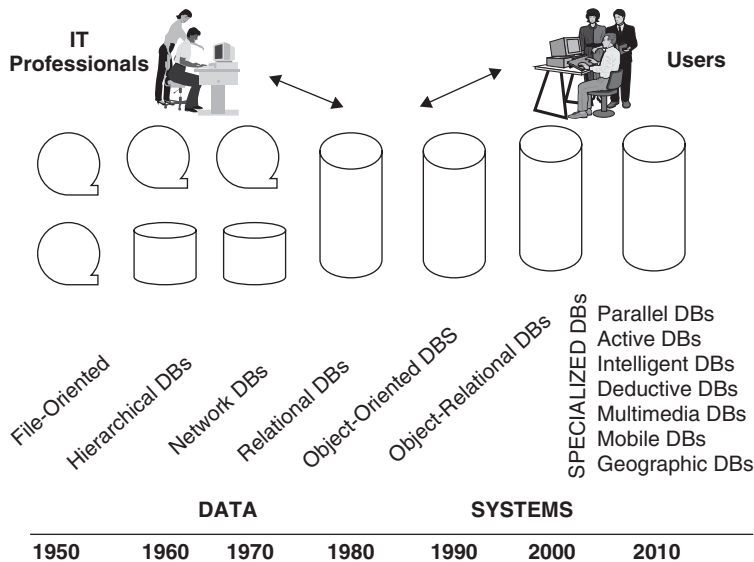 IT
Professionals
Users
File-Oriented
Hierarchical DBs
Network DBs
Relational DBs
Object-Oriented DBS
Object-Relational DBs
SPECIALIZED DBs
Parallel DBs
Active DBs
Intelligent DBs
Deductive DBs
Multimedia DBs
Mobile DBs
Geographic DBs
DATA SYSTEMS
1950 1960 1970 1980 1990 2000 2010